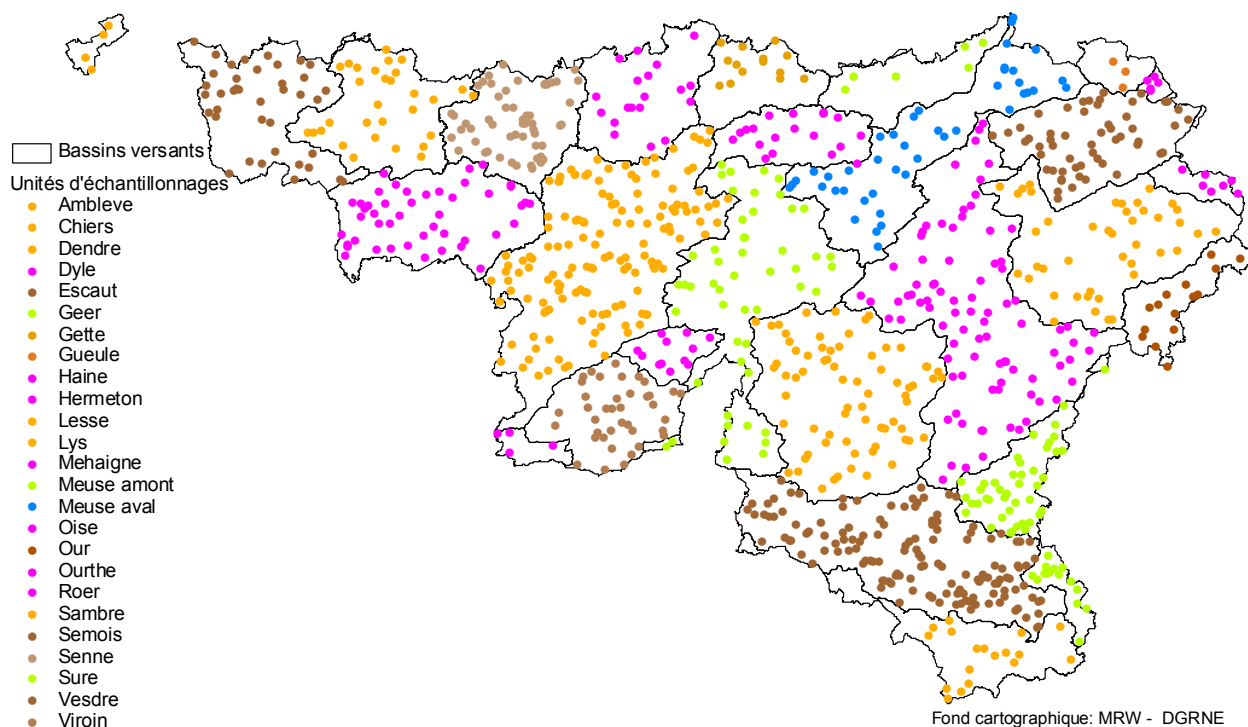 Bassins versants
Unités d'échantillonnages
Ambleve
Chiers
Dendre
Dyle
Escaut
Geer
Gette
Gueule
Haine
Hermeton
Lesse
Lys
Mehaigne
Meuse amont
Meuse aval
Oise
Our
Ourthe
Roer
Sambre
Semois
Senne
Sure
Vesdre
Viroin
Fond cartographique: MRW - DGRNE